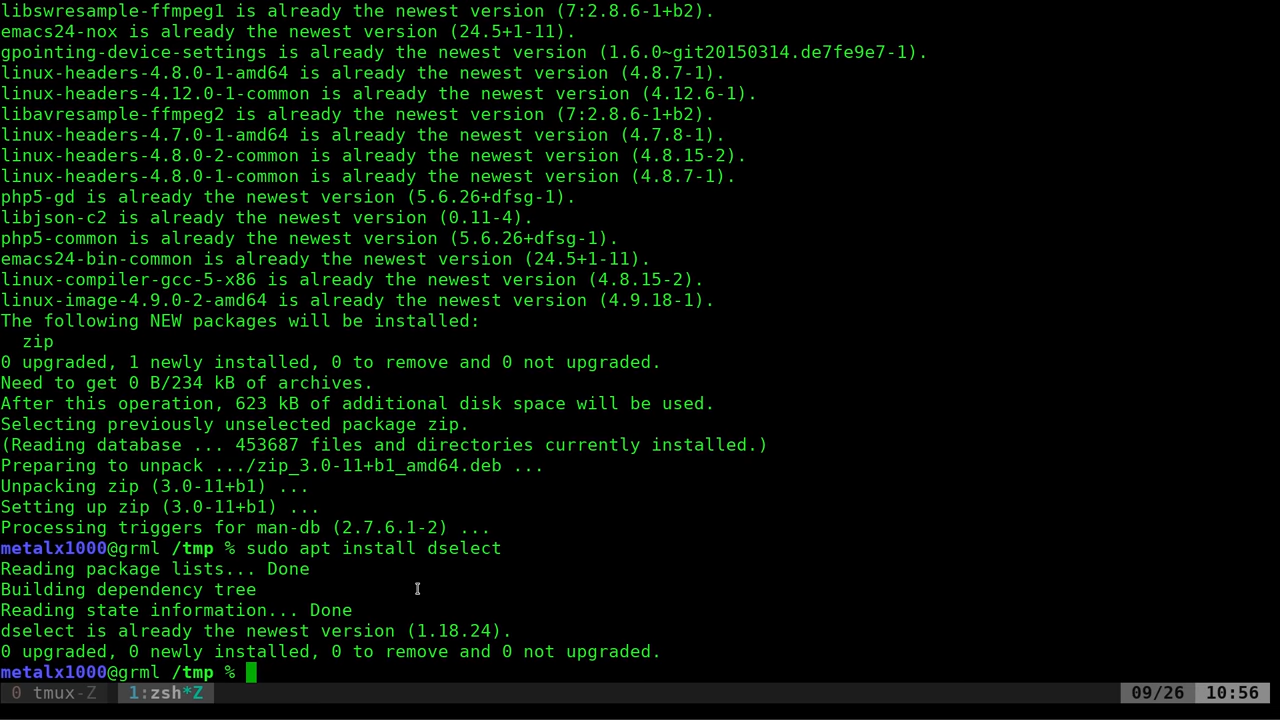 libswresample-ffmpeg1 is already the newest version (7:2.8.6-1+b2).
emacs24-nox is already the newest version (24.5+1-11).
gpointing-device-settings is already the newest version (1.6.0~git20150314.de7fe9e7-1).
linux-headers-4.8.0-1-amd64 is already the newest version (4.8.7-1).
linux-headers-4.12.0-1-common is already the newest version (4.12.6-1).
libavresample-ffmpeg2 is already the newest version (7:2.8.6-1+b2).
linux-headers-4.7.0-1-amd64 is already the newest version (4.7.8-1).
linux-headers-4.8.0-2-common is already the newest version (4.8.15-2).
linux-headers-4.8.0-1-common is already the newest version (4.8.7-1).
php5-gd is already the newest version (5.6.26+dfsg-1).
libjson-c2 is already the newest version (0.11-4).
php5-common is already the newest version (5.6.26+dfsg-1).
emacs24-bin-common is already the newest version (24.5+1-11).
linux-compiler-gcc-5-x86 is already the newest version (4.8.15-2).
linux-image-4.9.0-2-amd64 is already the newest version (4.9.18-1).
The following NEW packages will be installed:
  zip
0 upgraded, 1 newly installed, 0 to remove and 0 not upgraded.
Need to get 0 B/234 kB of archives.
After this operation, 623 kB of additional disk space will be used.
Selecting previously unselected package zip.
(Reading database ... 453687 files and directories currently installed.)
Preparing to unpack .../zip_3.0-11+b1_amd64.deb ...
Unpacking zip (3.0-11+b1) ...
Setting up zip (3.0-11+b1) ...
Processing triggers for man-db (2.7.6.1-2) ...
metalx1000@grml /tmp % sudo apt install dselect
Reading package lists... Done
Building dependency tree
Reading state information... Done
dselect is already the newest version (1.18.24).
0 upgraded, 0 newly installed, 0 to remove and 0 not upgraded.
metalx1000@grml /tmp %
0 tmux-Z 1:zsh*Z 09/26 10:56